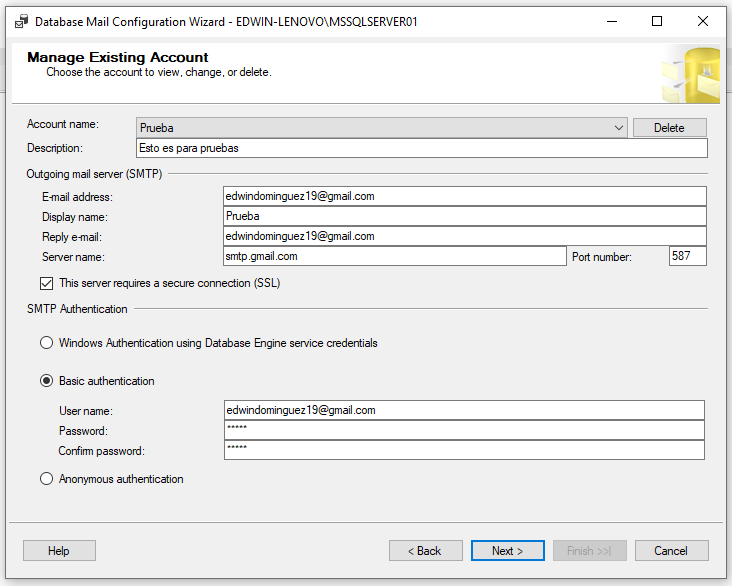 Database Mail Configuration Wizard - EDWIN-LENOVO\MSSQLSERVER01
Manage Existing Account
Choose the account to view, change, or delete.
Account name: Prueba Delete
Description: Esto es para pruebas
Outgoing mail server (SMTP)
E-mail address: edwindominguez19@gmail.com
Display name: Prueba
Reply e-mail: edwindominguez19@gmail.com
Server name: smtp.gmail.com Port number: 587
This server requires a secure connection (SSL)
SMTP Authentication
Windows Authentication using Database Engine service credentials
Basic authentication
User name: edwindominguez19@gmail.com
Password: *****
Confirm password: *****
Anonymous authentication
Help < Back Next > Finish >>| Cancel